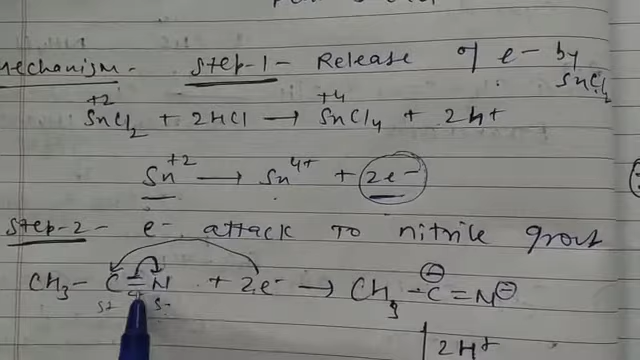 Mechanism - Step-1 - Release of e- by SnCl2
+2 +4
SnCl2 + 2HCl → SnCl4 + 2H+
Sn+2 → Sn4+ + 2e-
Step-2 - e- attack to nitrile group
CH3 - C ≡ N + 2e- → CH3 - C⊖ = N⊖
δ+ δ-
2H+